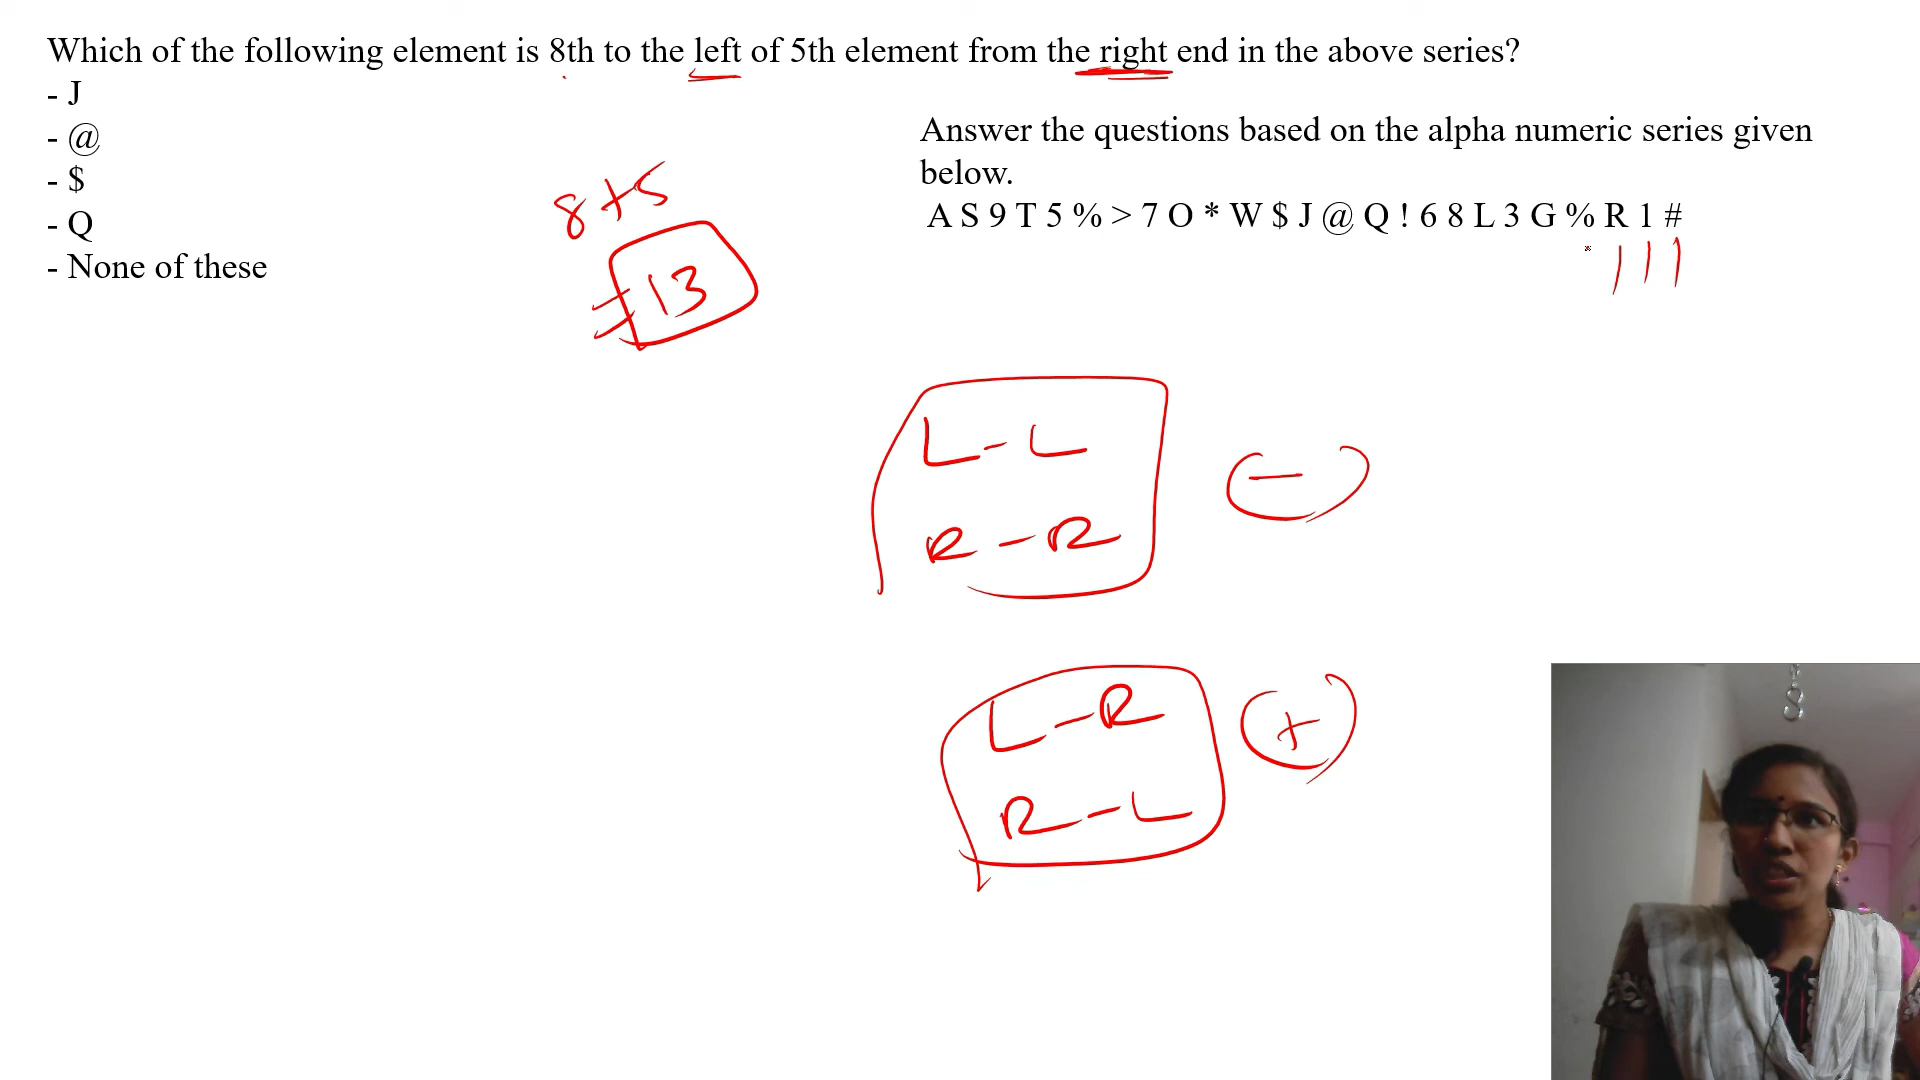 Which of the following element is 8th to the left of 5th element from the right end in the above series?
- J
- @
- $
- Q
- None of these
Answer the questions based on the alpha numeric series given
below.
A S 9 T 5 % > 7 O * W $ J @ Q ! 6 8 L 3 G % R 1 #
8 + 5
= 13
L - L
R - R
(-)
L - R
R - L
(+)